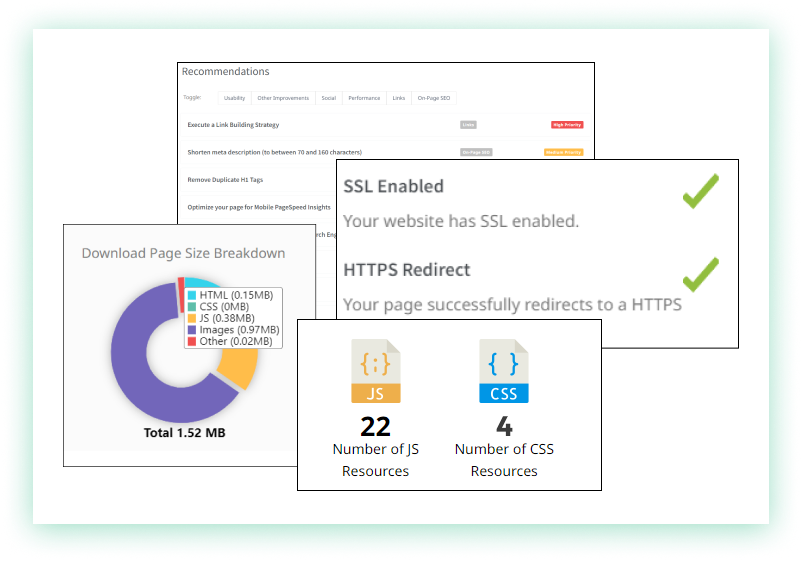 Recommendations
Toggle: Usability Other Improvements Social Performance Links On-Page SEO
Execute a Link Building Strategy Links High Priority
Shorten meta description (to between 70 and 160 characters) On-Page SEO Medium Priority
Remove Duplicate H1 Tags
Optimize your page for Mobile PageSpeed Insights
SSL Enabled
Your website has SSL enabled.
HTTPS Redirect
Your page successfully redirects to a HTTPS
Download Page Size Breakdown
HTML (0.15MB)
CSS (0MB)
JS (0.38MB)
Images (0.97MB)
Other (0.02MB)
Total 1.52 MB
{;} { }
JS CSS
22 4
Number of JS Number of CSS
Resources Resources